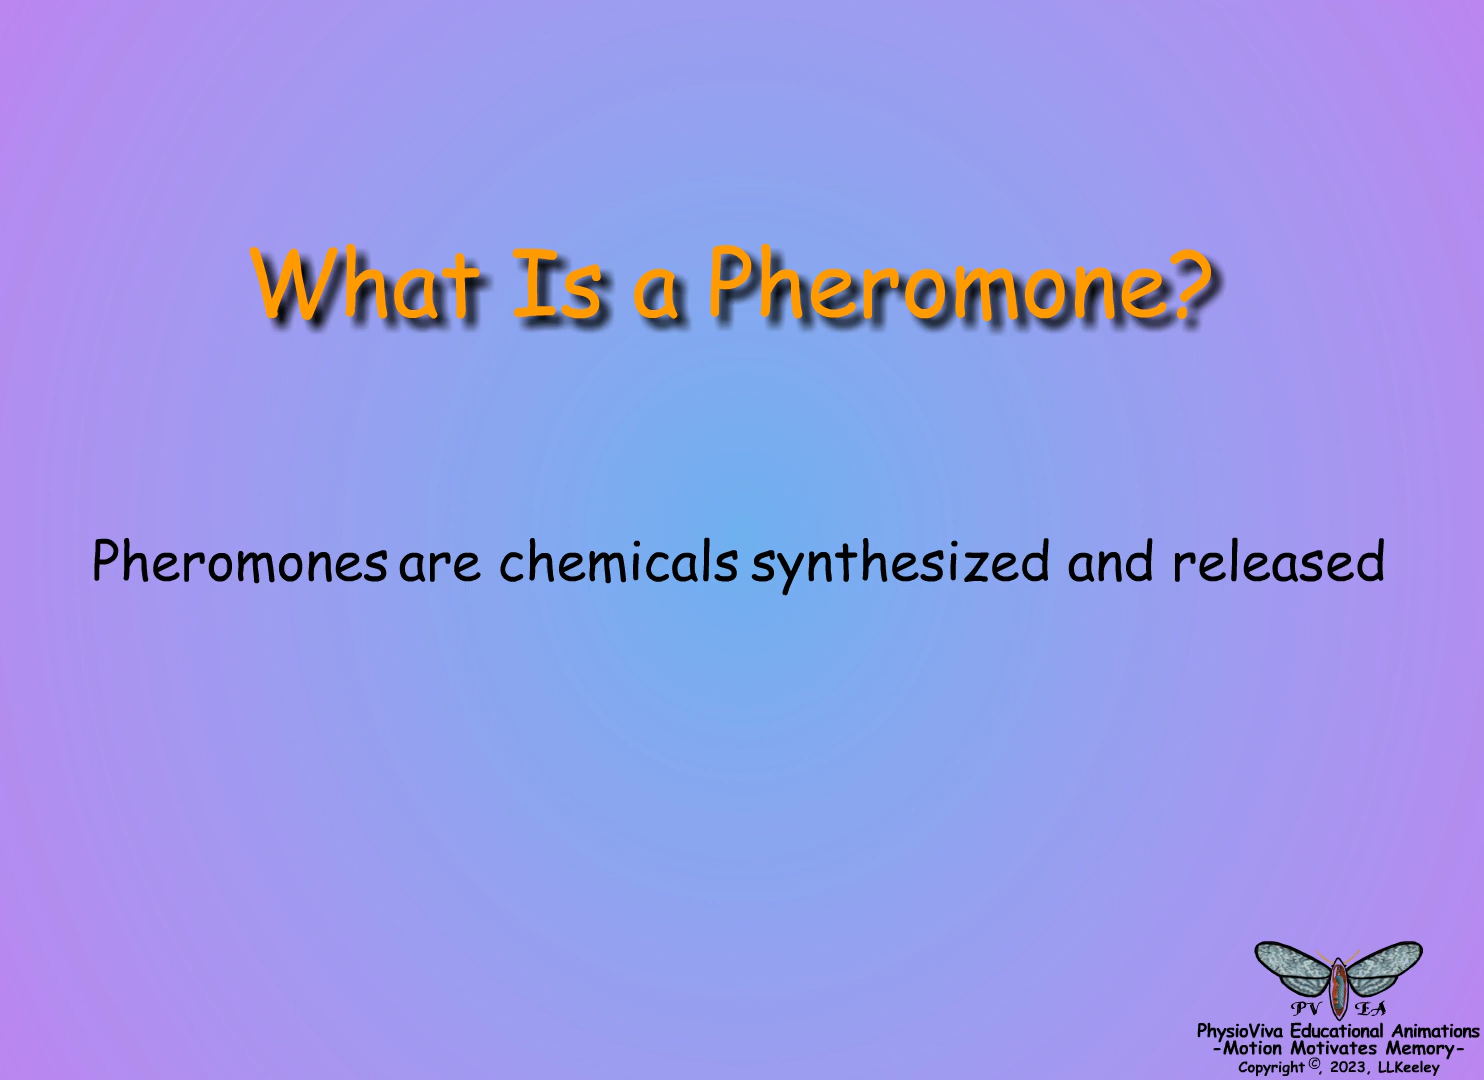 What Is a Pheromone?
Pheromones are chemicals synthesized and released
PV EA
PhysioViva Educational Animations
-Motion Motivates Memory-
Copyright ©, 2023, LLKeeley